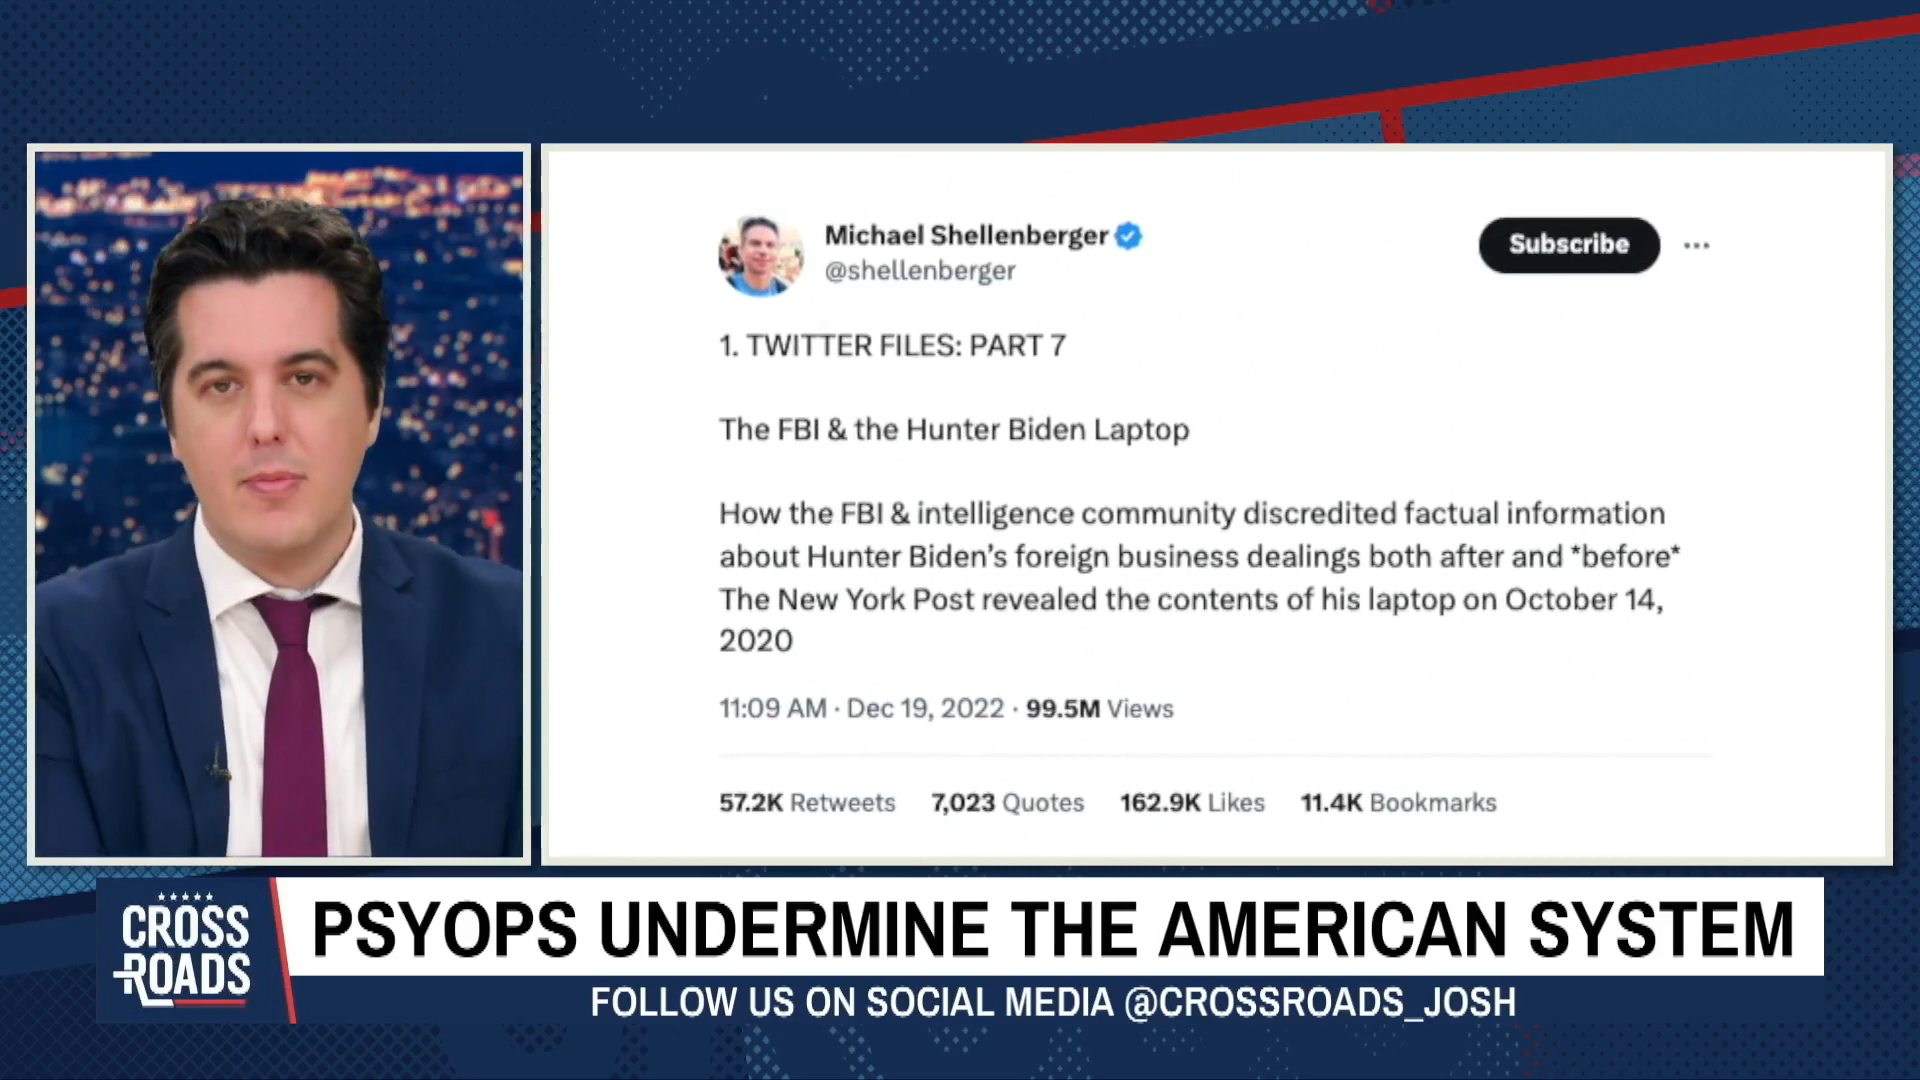 Michael Shellenberger
@shellenberger
Subscribe
1. TWITTER FILES: PART 7
The FBI & the Hunter Biden Laptop
How the FBI & intelligence community discredited factual information
about Hunter Biden's foreign business dealings both after and *before*
The New York Post revealed the contents of his laptop on October 14,
2020
11:09 AM · Dec 19, 2022 · 99.5M Views
57.2K Retweets 7,023 Quotes 162.9K Likes 11.4K Bookmarks
CROSS
ROADS
PSYOPS UNDERMINE THE AMERICAN SYSTEM
FOLLOW US ON SOCIAL MEDIA @CROSSROADS_JOSH